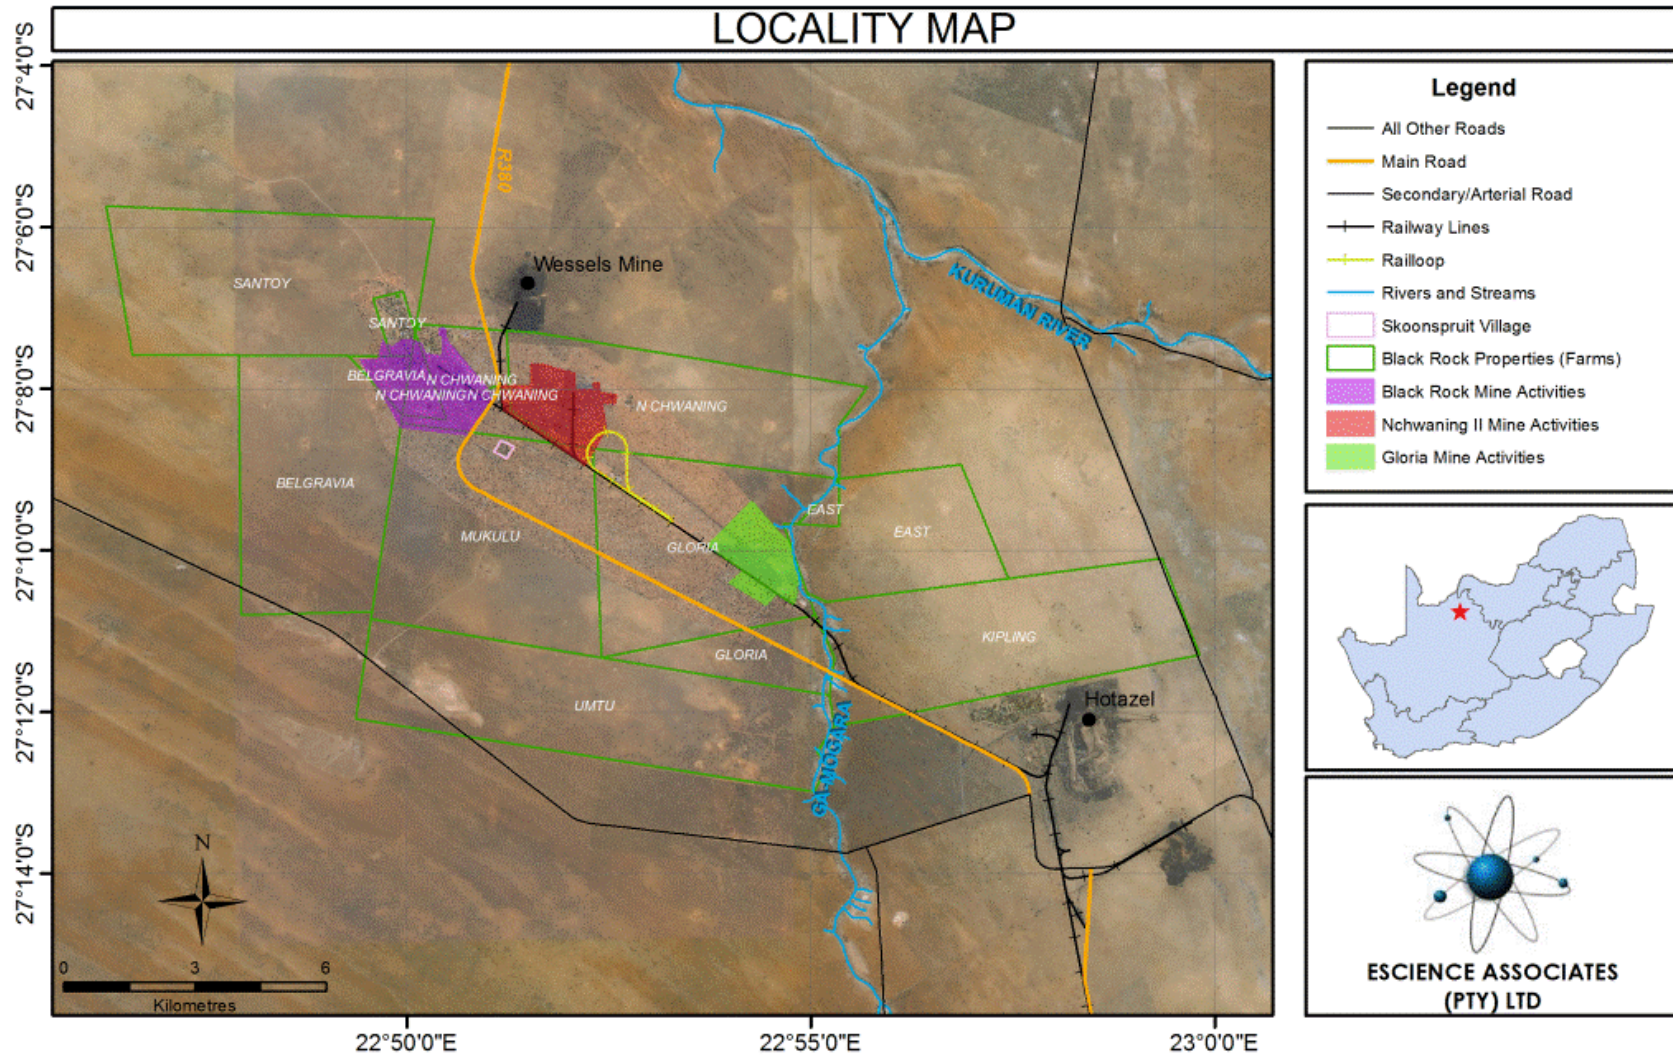 LOCALITY MAP
27°4'0"S
27°6'0"S
27°8'0"S
27°10'0"S
27°12'0"S
27°14'0"S
R380
Wessels Mine
SANTOY
SANTOY
KURUMAN RIVER
BELGRAVIA
N CHWANING
N CHWANING
N CHWANING
N CHWANING
BELGRAVIA
MUKULU
GLORIA
EAST
EAST
KIPLING
GLORIA
UMTU
Hotazel
GA-MOGARA
N
0 3 6
Kilometres
22°50'0"E
22°55'0"E
23°0'0"E
Legend
All Other Roads
Main Road
Secondary/Arterial Road
Railway Lines
Railloop
Rivers and Streams
Skoonspruit Village
Black Rock Properties (Farms)
Black Rock Mine Activities
Nchwaning II Mine Activities
Gloria Mine Activities
ESCIENCE ASSOCIATES
(PTY) LTD